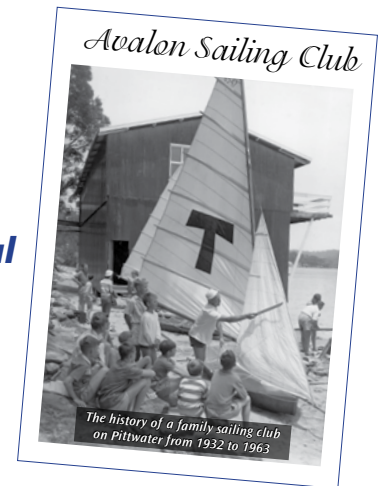 Avalon Sailing Club
T
The history of a family sailing club
on Pittwater from 1932 to 1963